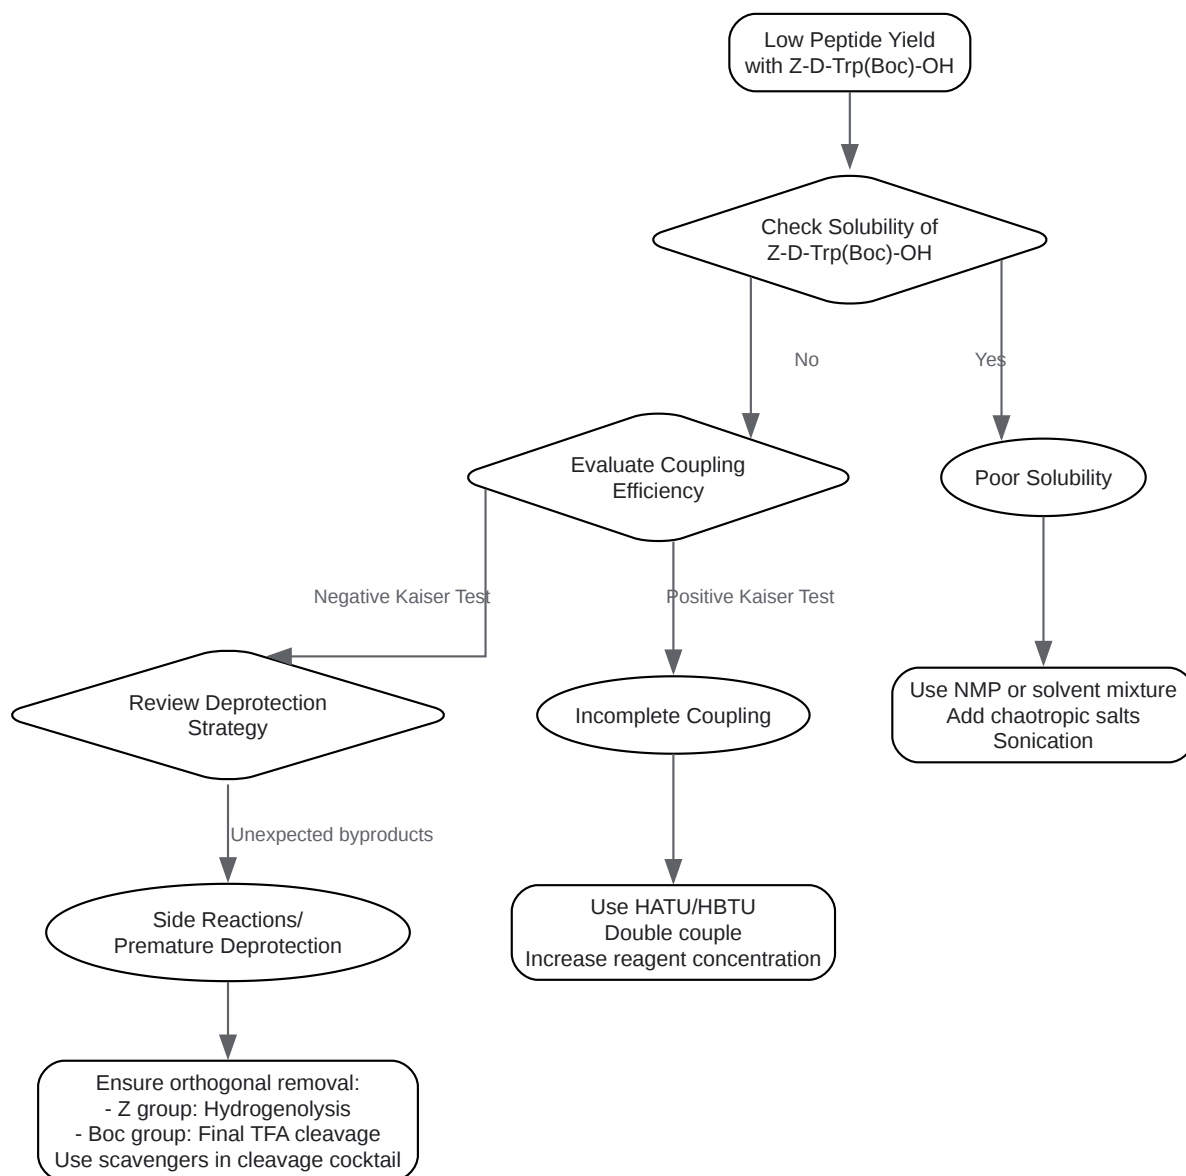 Low Peptide Yield
with Z-D-Trp(Boc)-OH
Check Solubility of
Z-D-Trp(Boc)-OH
No
Yes
Evaluate Coupling
Efficiency
Poor Solubility
Negative Kaiser Test
Positive Kaiser Test
Review Deprotection
Strategy
Incomplete Coupling
Use NMP or solvent mixture
Add chaotropic salts
Sonication
Unexpected byproducts
Side Reactions/
Premature Deprotection
Use HATU/HBTU
Double couple
Increase reagent concentration
Ensure orthogonal removal:
- Z group: Hydrogenolysis
- Boc group: Final TFA cleavage
Use scavengers in cleavage cocktail